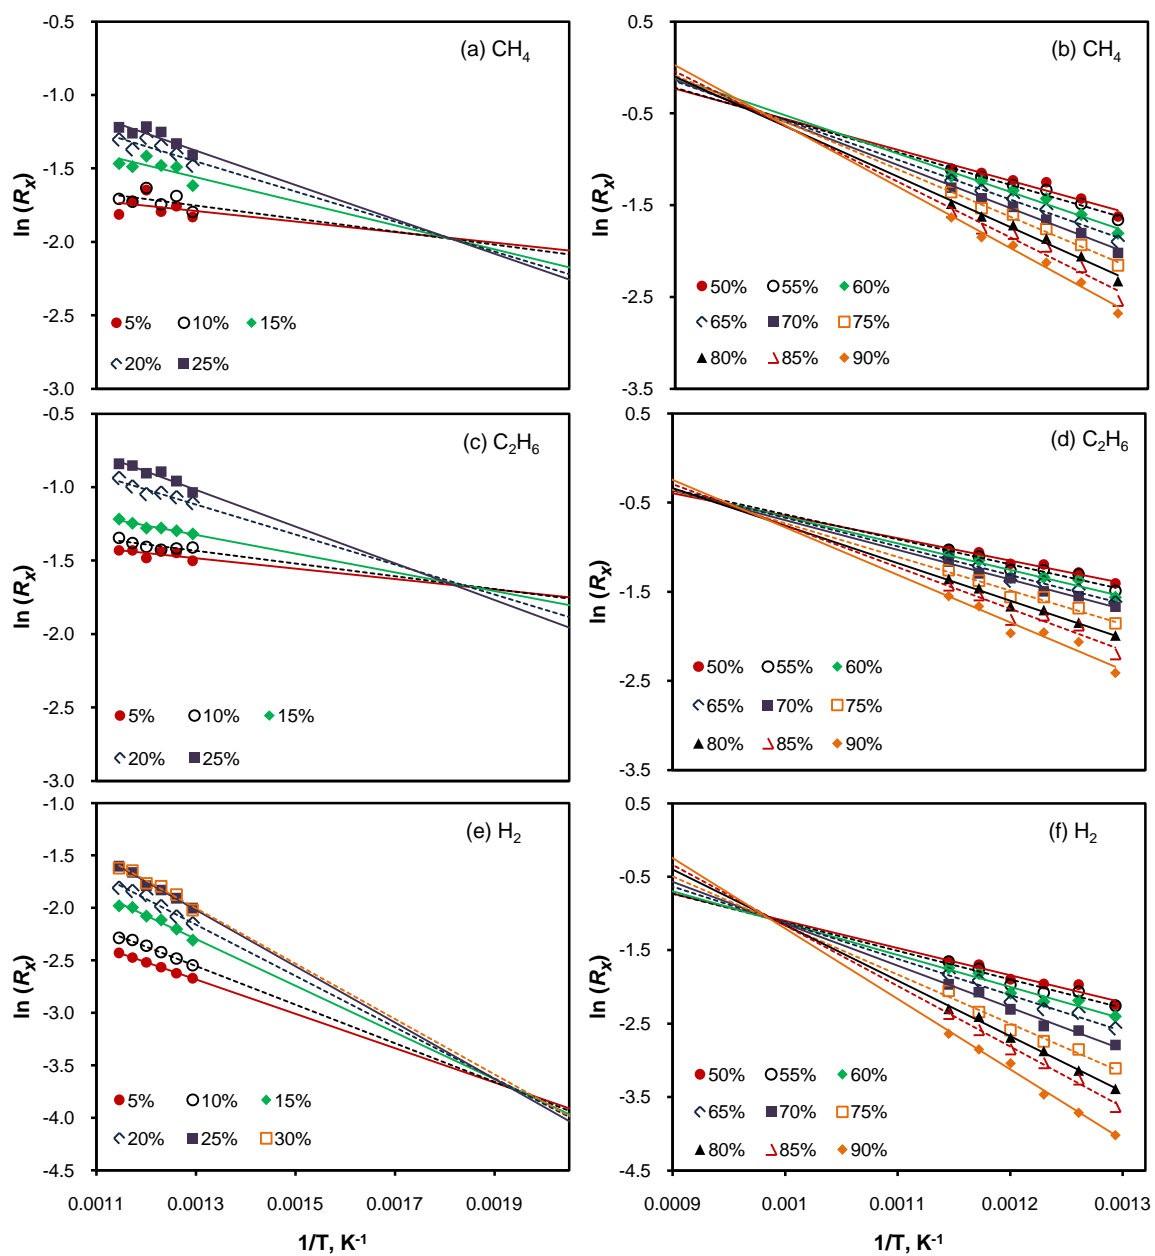 (a) CH4
-0.5
-1.0
-1.5
-2.0
-2.5
-3.0
ln (Rx)
5% 10% 15%
20% 25%
(b) CH4
0.5
-0.5
-1.5
-2.5
-3.5
ln (Rx)
50% 55% 60%
65% 70% 75%
80% 85% 90%
(c) C2H6
-0.5
-1.0
-1.5
-2.0
-2.5
-3.0
ln (Rx)
5% 10% 15%
20% 25%
(d) C2H6
0.5
-0.5
-1.5
-2.5
-3.5
ln (Rx)
50% 55% 60%
65% 70% 75%
80% 85% 90%
(e) H2
-1.0
-1.5
-2.0
-2.5
-3.0
-3.5
-4.0
-4.5
ln (Rx)
5% 10% 15%
20% 25% 30%
0.0011 0.0013 0.0015 0.0017 0.0019
1/T, K-1
(f) H2
0.5
-0.5
-1.5
-2.5
-3.5
-4.5
ln (Rx)
50% 55% 60%
65% 70% 75%
80% 85% 90%
0.0009 0.001 0.0011 0.0012 0.0013
1/T, K-1